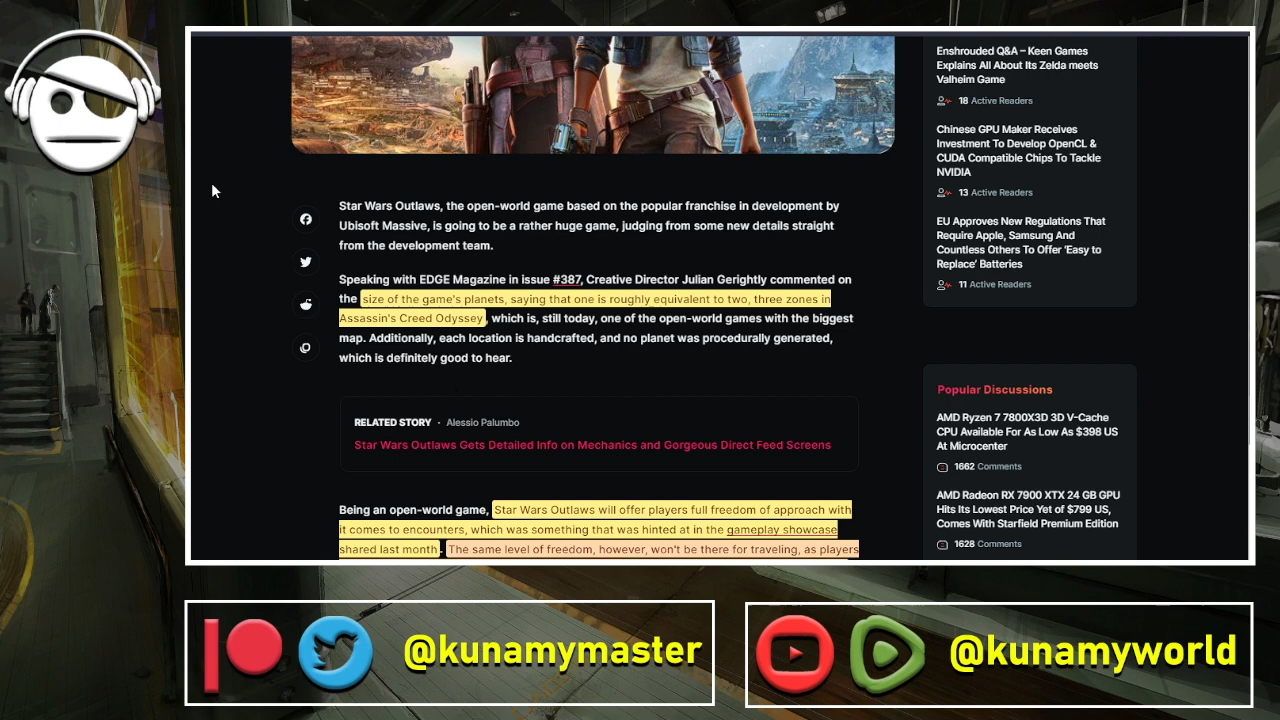 Star Wars Outlaws, the open-world game based on the popular franchise in development by
Ubisoft Massive, is going to be a rather huge game, judging from some new details straight
from the development team.
Speaking with EDGE Magazine in issue #387, Creative Director Julian Gerightly commented on
the size of the game's planets, saying that one is roughly equivalent to two, three zones in
Assassin's Creed Odyssey, which is, still today, one of the open-world games with the biggest
map. Additionally, each location is handcrafted, and no planet was procedurally generated,
which is definitely good to hear.
RELATED STORY · Alessio Palumbo
Star Wars Outlaws Gets Detailed Info on Mechanics and Gorgeous Direct Feed Screens
Being an open-world game, Star Wars Outlaws will offer players full freedom of approach with
it comes to encounters, which was something that was hinted at in the gameplay showcase
shared last month. The same level of freedom, however, won't be there for traveling, as players
Enshrouded Q&A – Keen Games
Explains All About Its Zelda meets
Valheim Game
18 Active Readers
Chinese GPU Maker Receives
Investment To Develop OpenCL &
CUDA Compatible Chips To Tackle
NVIDIA
13 Active Readers
EU Approves New Regulations That
Require Apple, Samsung And
Countless Others To Offer 'Easy to
Replace' Batteries
11 Active Readers
Popular Discussions
AMD Ryzen 7 7800X3D 3D V-Cache
CPU Available For As Low As $398 US
At Microcenter
1662 Comments
AMD Radeon RX 7900 XTX 24 GB GPU
Hits Its Lowest Price Yet of $799 US,
Comes With Starfield Premium Edition
1628 Comments
@kunamymaster
@kunamyworld